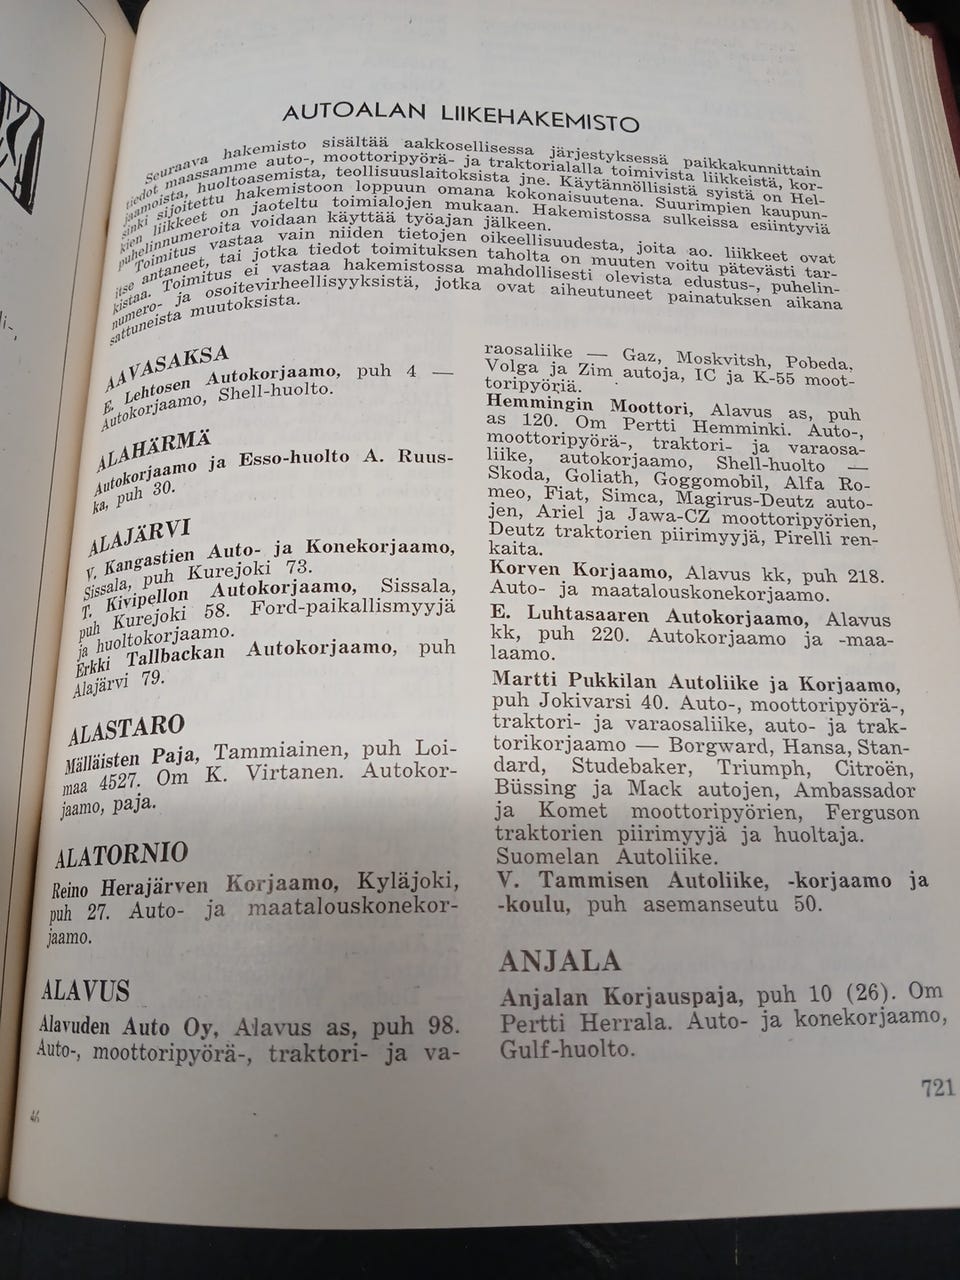 AUTOALAN LIIKEHAKEMISTO
Seuraava hakemisto sisältää aakkosellisessa järjestyksessä paikkakunnittain
tiedot maassamme auto-, moottoripyörä- ja traktorialalla toimivista liikkeistä, kor-
jaamoista, huoltoasemista, teollisuuslaitoksista jne. Käytännöllisistä syistä on Hel-
sinki sijoitettu hakemistoon loppuun omana kokonaisuutena. Suurimpien kaupun-
kien liikkeet on jaoteltu toimialojen mukaan. Hakemistossa sulkeissa esiintyviä
puhelinnumeroita voidaan käyttää työajan jälkeen.
Toimitus vastaa vain niiden tietojen oikeellisuudesta, joita ao. liikkeet ovat
itse antaneet, tai jotka tiedot toimituksen taholta on muuten voitu pätevästi tar-
kistaa. Toimitus ei vastaa hakemistossa mahdollisesti olevista edustus-, puhelin-
numero- ja osoitevirheellisyyksistä, jotka ovat aiheutuneet painatuksen aikana
sattuneista muutoksista.
AAVASAKSA
E. Lehtosen Autokorjaamo, puh 4 —
Autokorjaamo, Shell-huolto.
ALAHÄRMÄ
Autokorjaamo ja Esso-huolto A. Ruus-
ka, puh 30.
ALAJÄRVI
V. Kangastien Auto- ja Konekorjaamo,
Sissala, puh Kurejoki 73.
T. Kivipellon Autokorjaamo, Sissala,
puh Kurejoki 58. Ford-paikallismyyjä
ja huoltokorjaamo.
Erkki Tallbackan Autokorjaamo, puh
Alajärvi 79.
ALASTARO
Mälläisten Paja, Tammiainen, puh Loi-
maa 4527. Om K. Virtanen. Autokor-
jaamo, paja.
ALATORNIO
Reino Herajärven Korjaamo, Kyläjoki,
puh 27. Auto- ja maatalouskonekor-
jaamo.
ALAVUS
Alavuden Auto Oy, Alavus as, puh 98.
Auto-, moottoripyörä-, traktori- ja va-
raosaliike — Gaz, Moskvitsh, Pobeda,
Volga ja Zim autoja, IC ja K-55 moot-
toripyöriä.
Hemmingin Moottori, Alavus as, puh
as 120. Om Pertti Hemminki. Auto-,
moottoripyörä-, traktori- ja varaosa-
liike, autokorjaamo, Shell-huolto —
Skoda, Goliath, Goggomobil, Alfa Ro-
meo, Fiat, Simca, Magirus-Deutz auto-
jen, Ariel ja Jawa-CZ moottoripyörien,
Deutz traktorien piirimyyjä, Pirelli ren-
kaita.
Korven Korjaamo, Alavus kk, puh 218.
Auto- ja maatalouskonekorjaamo.
E. Luhtasaaren Autokorjaamo, Alavus
kk, puh 220. Autokorjaamo ja -maa-
laamo.
Martti Pukkilan Autoliike ja Korjaamo,
puh Jokivarsi 40. Auto-, moottoripyörä-,
traktori- ja varaosaliike, auto- ja trak-
torikorjaamo — Borgward, Hansa, Stan-
dard, Studebaker, Triumph, Citroën,
Büssing ja Mack autojen, Ambassador
ja Komet moottoripyörien, Ferguson
traktorien piirimyyjä ja huoltaja.
Suomelan Autoliike.
V. Tammisen Autoliike, -korjaamo ja
-koulu, puh asemanseutu 50.
ANJALA
Anjalan Korjauspaja, puh 10 (26). Om
Pertti Herrala. Auto- ja konekorjaamo,
Gulf-huolto.
721
46